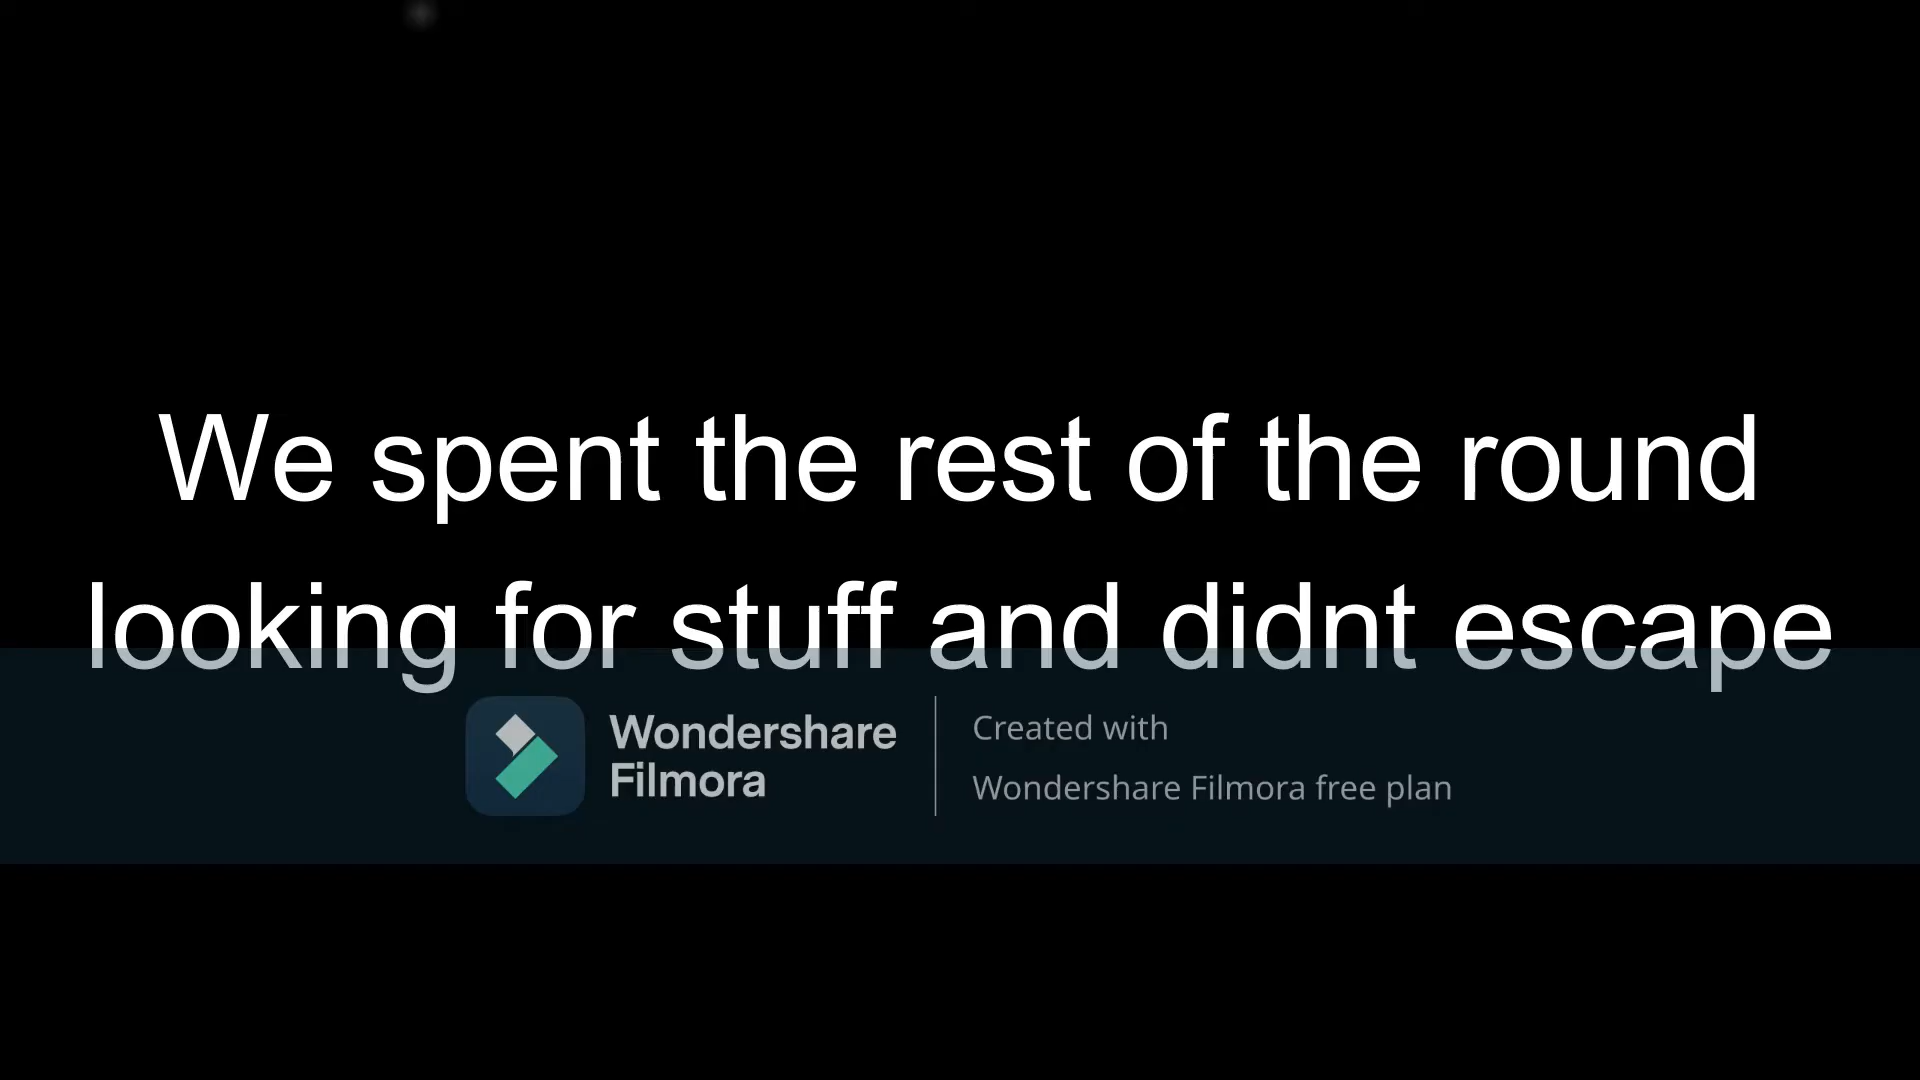 We spent the rest of the round
looking for stuff and didnt escape
Wondershare
Filmora
Created with
Wondershare Filmora free plan